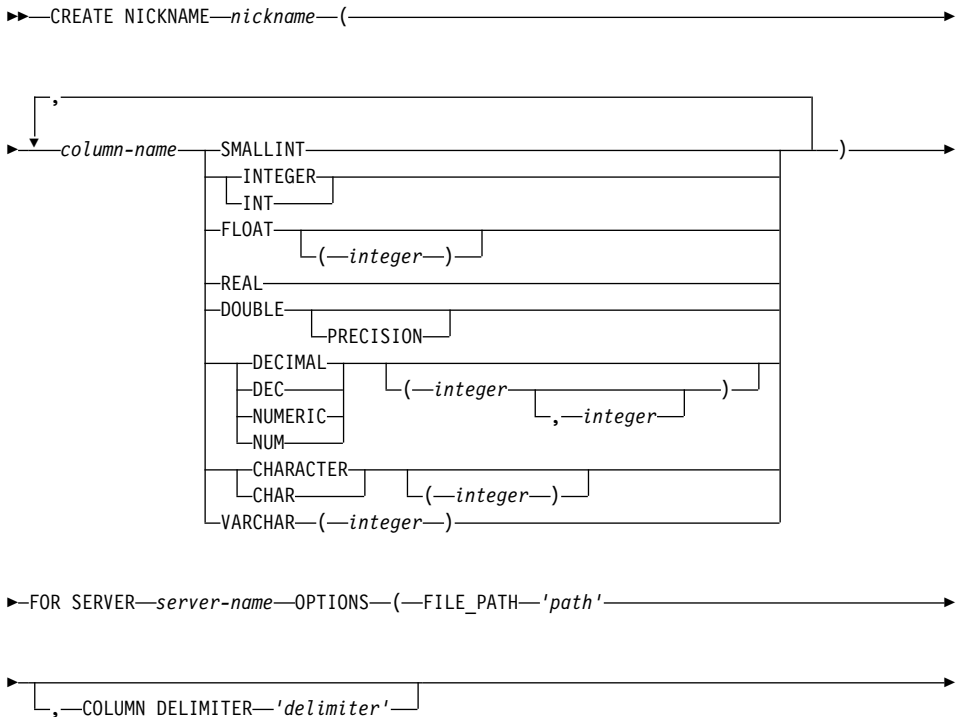 CREATE NICKNAME nickname (
,
column-name SMALLINT )
INTEGER
INT
FLOAT
( integer )
REAL
DOUBLE
PRECISION
DECIMAL
DEC ( integer )
NUMERIC , integer
NUM
CHARACTER
CHAR ( integer )
VARCHAR ( integer )
FOR SERVER server-name OPTIONS ( FILE_PATH 'path'
, COLUMN DELIMITER 'delimiter'